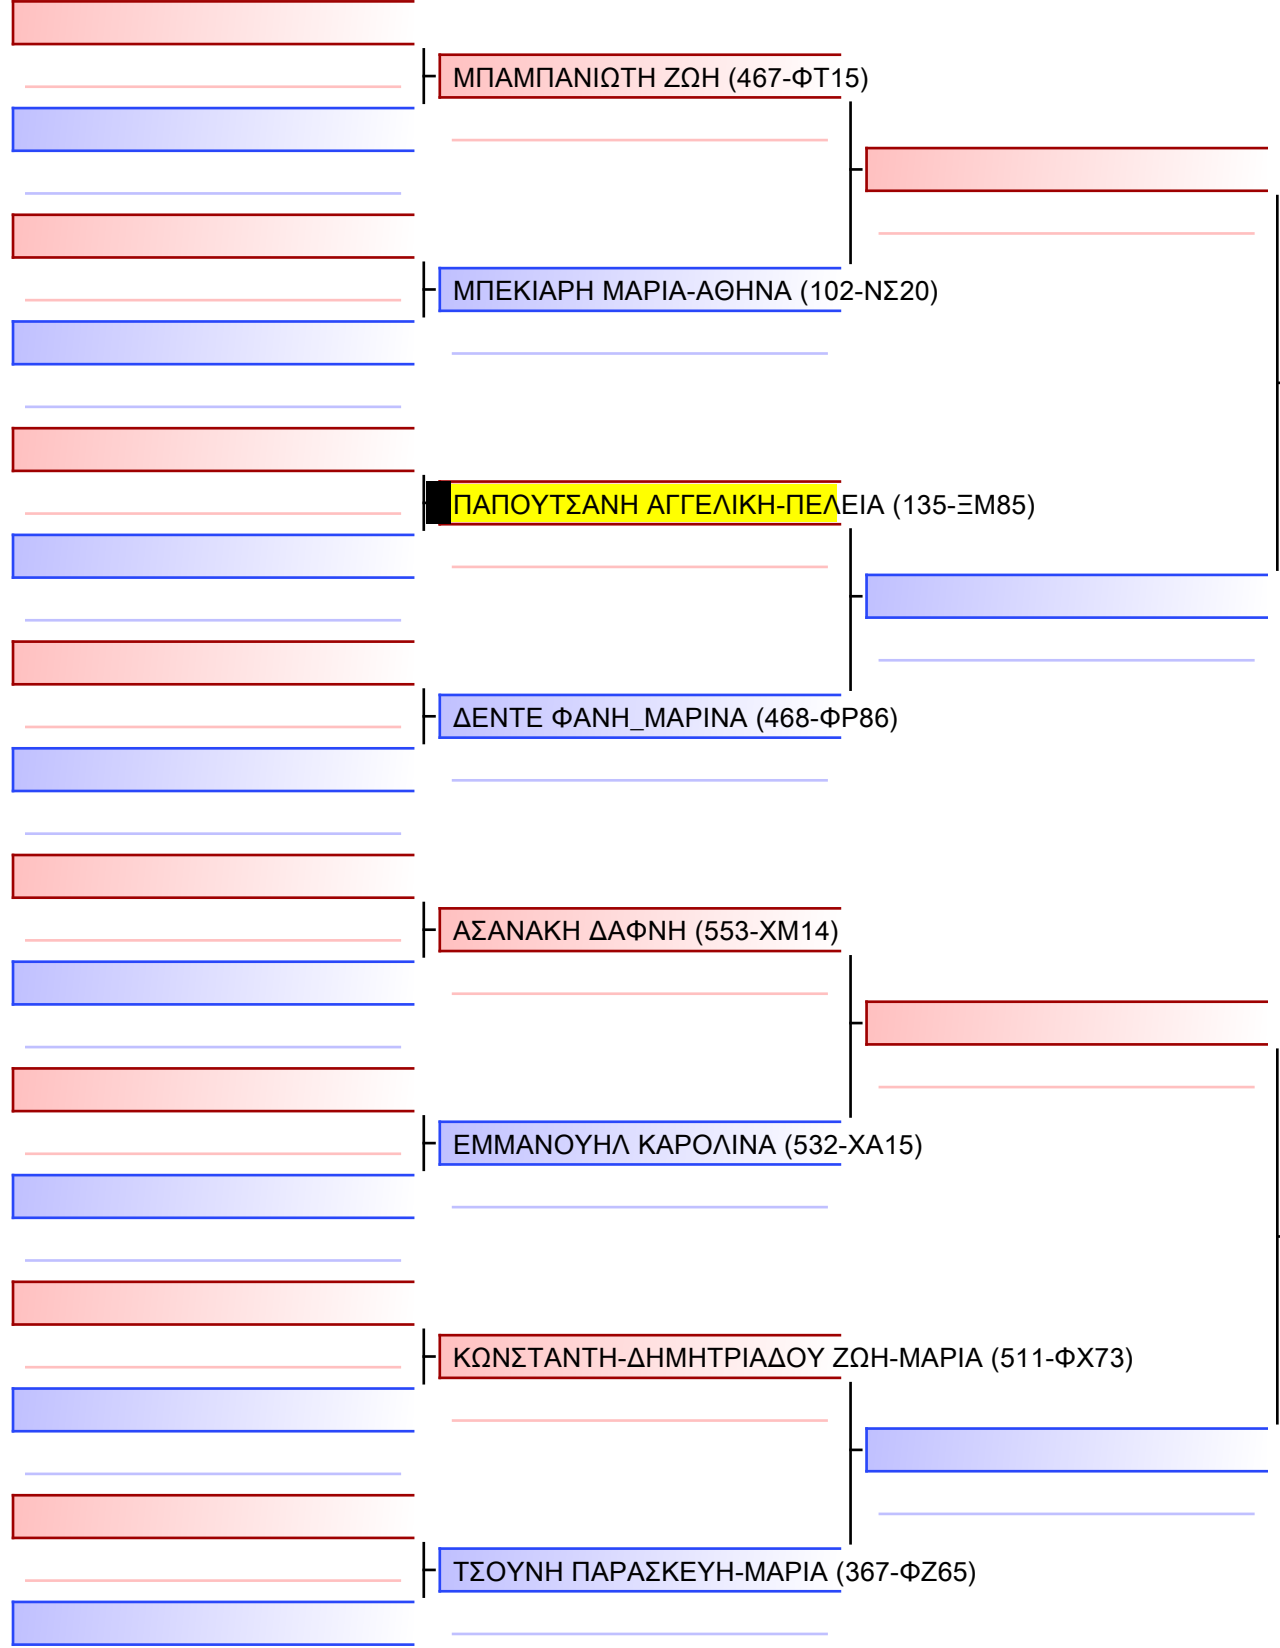 ΜΠΑΜΠΑΝΙΩΤΗ ΖΩΗ (467-ΦΤ15)
ΜΠΕΚΙΑΡΗ ΜΑΡΙΑ-ΑΘΗΝΑ (102-ΝΣ20)
ΠΑΠΟΥΤΣΑΝΗ ΑΓΓΕΛΙΚΗ-ΠΕΛΕΙΑ (135-ΞΜ85)
ΔΕΝΤΕ ΦΑΝΗ_ΜΑΡΙΝΑ (468-ΦΡ86)
ΑΣΑΝΑΚΗ ΔΑΦΝΗ (553-ΧΜ14)
ΕΜΜΑΝΟΥΗΛ ΚΑΡΟΛΙΝΑ (532-ΧΑ15)
ΚΩΝΣΤΑΝΤΗ-ΔΗΜΗΤΡΙΑΔΟΥ ΖΩΗ-ΜΑΡΙΑ (511-ΦΧ73)
ΤΣΟΥΝΗ ΠΑΡΑΣΚΕΥΗ-ΜΑΡΙΑ (367-ΦΖ65)